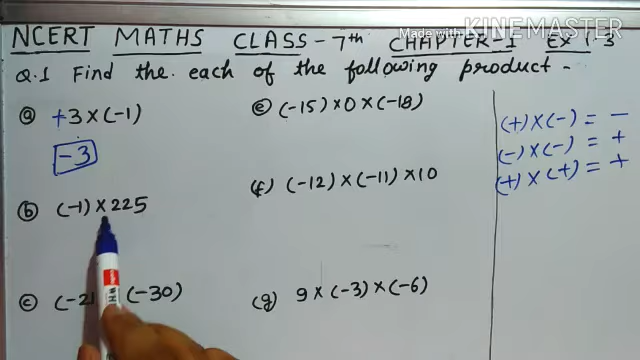 Made with KINEMASTER
NCERT MATHS CLASS-7th CHAPTER-I EX 1.3
Q.1 Find the each of the following product -
(a) +3×(-1)
-3
(b) (-1)×225
(c) (-21 (-30)
(e) (-15)×0×(-18)
(f) (-12)×(-11)×10
(g) 9×(-3)×(-6)
(+)×(-) = -
(-)×(-) = +
(+)×(+) = +